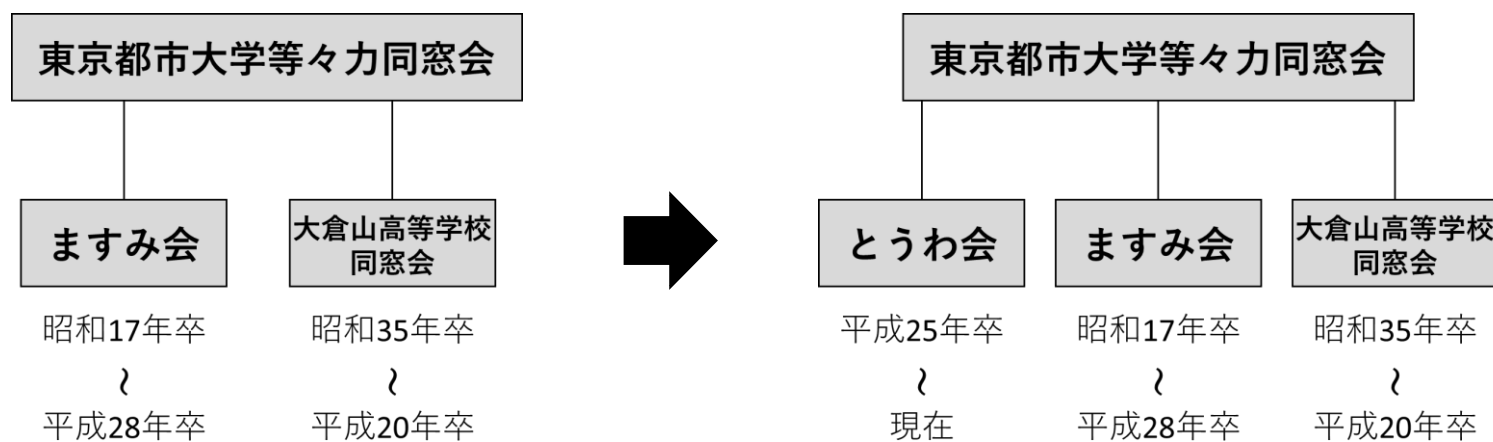 東京都市大学等々力同窓会
ますみ会
昭和17年卒
~
平成28年卒
大倉山高等学校
同窓会
昭和35年卒
~
平成20年卒
東京都市大学等々力同窓会
とうわ会
平成25年卒
~
現在
ますみ会
昭和17年卒
~
平成28年卒
大倉山高等学校
同窓会
昭和35年卒
~
平成20年卒